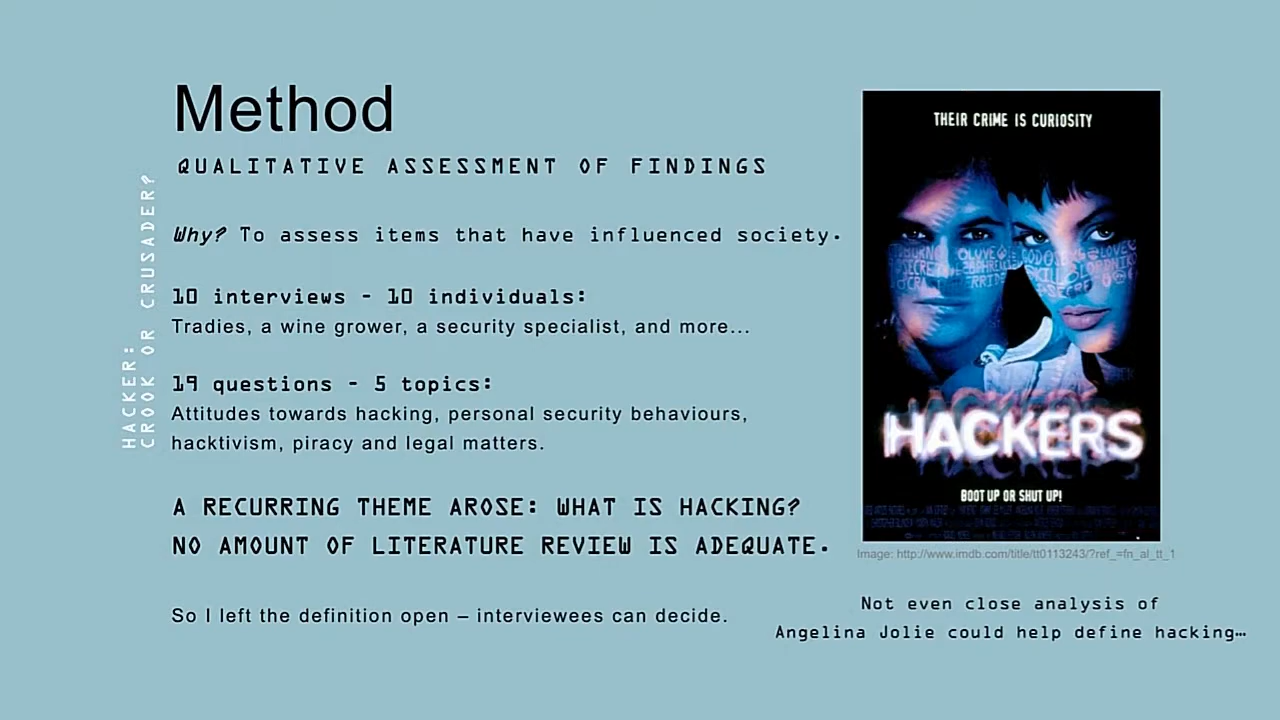 Method
QUALITATIVE ASSESSMENT OF FINDINGS
HACKER:
CROOK OR CRUSADER?
Why? To assess items that have influenced society.
10 interviews - 10 individuals:
Tradies, a wine grower, a security specialist, and more...
19 questions - 5 topics:
Attitudes towards hacking, personal security behaviours,
hacktivism, piracy and legal matters.
A RECURRING THEME AROSE: WHAT IS HACKING?
NO AMOUNT OF LITERATURE REVIEW IS ADEQUATE.
So I left the definition open – interviewees can decide.
THEIR CRIME IS CURIOSITY
HACKERS
BOOT UP OR SHUT UP!
Image: http://www.imdb.com/title/tt0113243/?ref_=fn_al_tt_1
Not even close analysis of
Angelina Jolie could help define hacking…